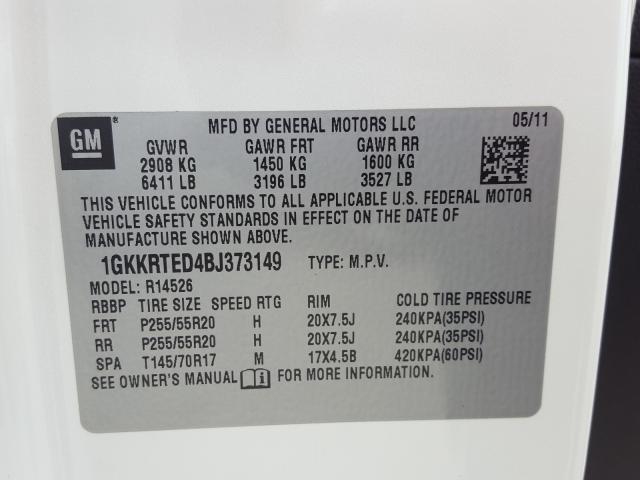 GM®
MFD BY GENERAL MOTORS LLC 05/11
GVWR GAWR FRT GAWR RR
2908 KG 1450 KG 1600 KG
6411 LB 3196 LB 3527 LB
THIS VEHICLE CONFORMS TO ALL APPLICABLE U.S. FEDERAL MOTOR
VEHICLE SAFETY STANDARDS IN EFFECT ON THE DATE OF
MANUFACTURE SHOWN ABOVE.
1GKKRTED4BJ373149 TYPE: M.P.V.
MODEL: R14526
RBBP TIRE SIZE SPEED RTG RIM COLD TIRE PRESSURE
FRT P255/55R20 H 20X7.5J 240KPA(35PSI)
RR P255/55R20 H 20X7.5J 240KPA(35PSI)
SPA T145/70R17 M 17X4.5B 420KPA(60PSI)
SEE OWNER'S MANUAL i FOR MORE INFORMATION.